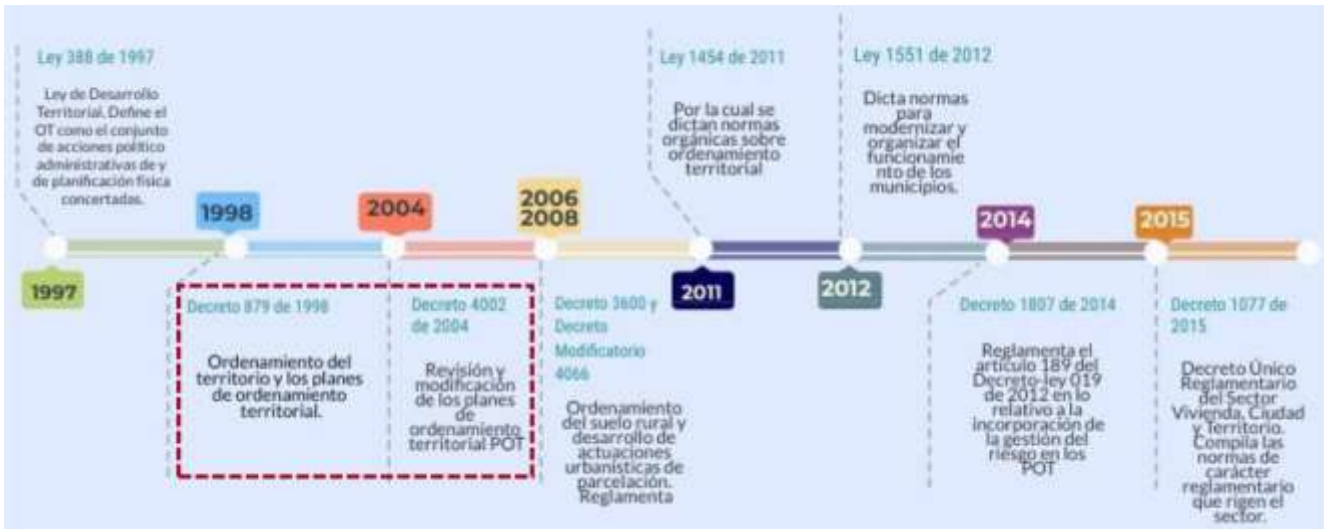 Ley 388 de 1997
Ley de Desarrollo
Territorial. Define el
OT como el conjunto
de acciones político
administrativas de y
de planificación física
concertadas.
1997
1998
Decreto 879 de 1998
Ordenamiento del
territorio y los planes
de ordenamiento
territorial.
2004
Decreto 4002
de 2004
Revisión y
modificación
de los planes
de
ordenamiento
territorial POT
2006
2008
Decreto 3600 y
Decreto
Modificatorio
4066
Ordenamiento
del suelo rural y
desarrollo de
actuaciones
urbanísticas de
parcelación.
Reglamenta
Ley 1454 de 2011
Por la cual se
dictan normas
orgánicas sobre
ordenamiento
territorial
2011
Ley 1551 de 2012
Dicta normas
para
modernizar y
organizar el
funcionamie
nto de los
municipios.
2012
2014
Decreto 1807 de 2014
Reglamenta el
artículo 189 del
Decreto-ley 019
de 2012 en lo
relativo a la
incorporación de
la gestión del
riesgo en los
POT
2015
Decreto 1077 de
2015
Decreto Único
Reglamentario
del Sector
Vivienda, Ciudad
y Territorio.
Compila las
normas de
carácter
reglamentario
que rigen el
sector.